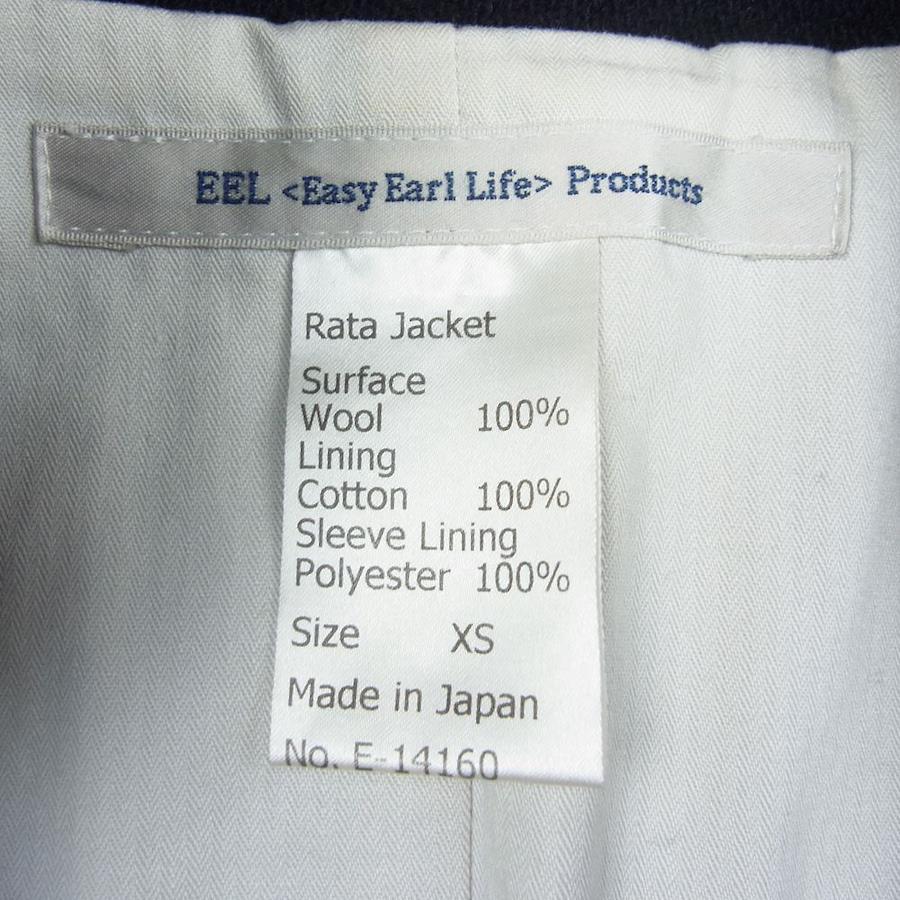 EEL <Easy Earl Life> Products
Rata Jacket
Surface
Wool 100%
Lining
Cotton 100%
Sleeve Lining
Polyester 100%
Size XS
Made in Japan
No. E-14160